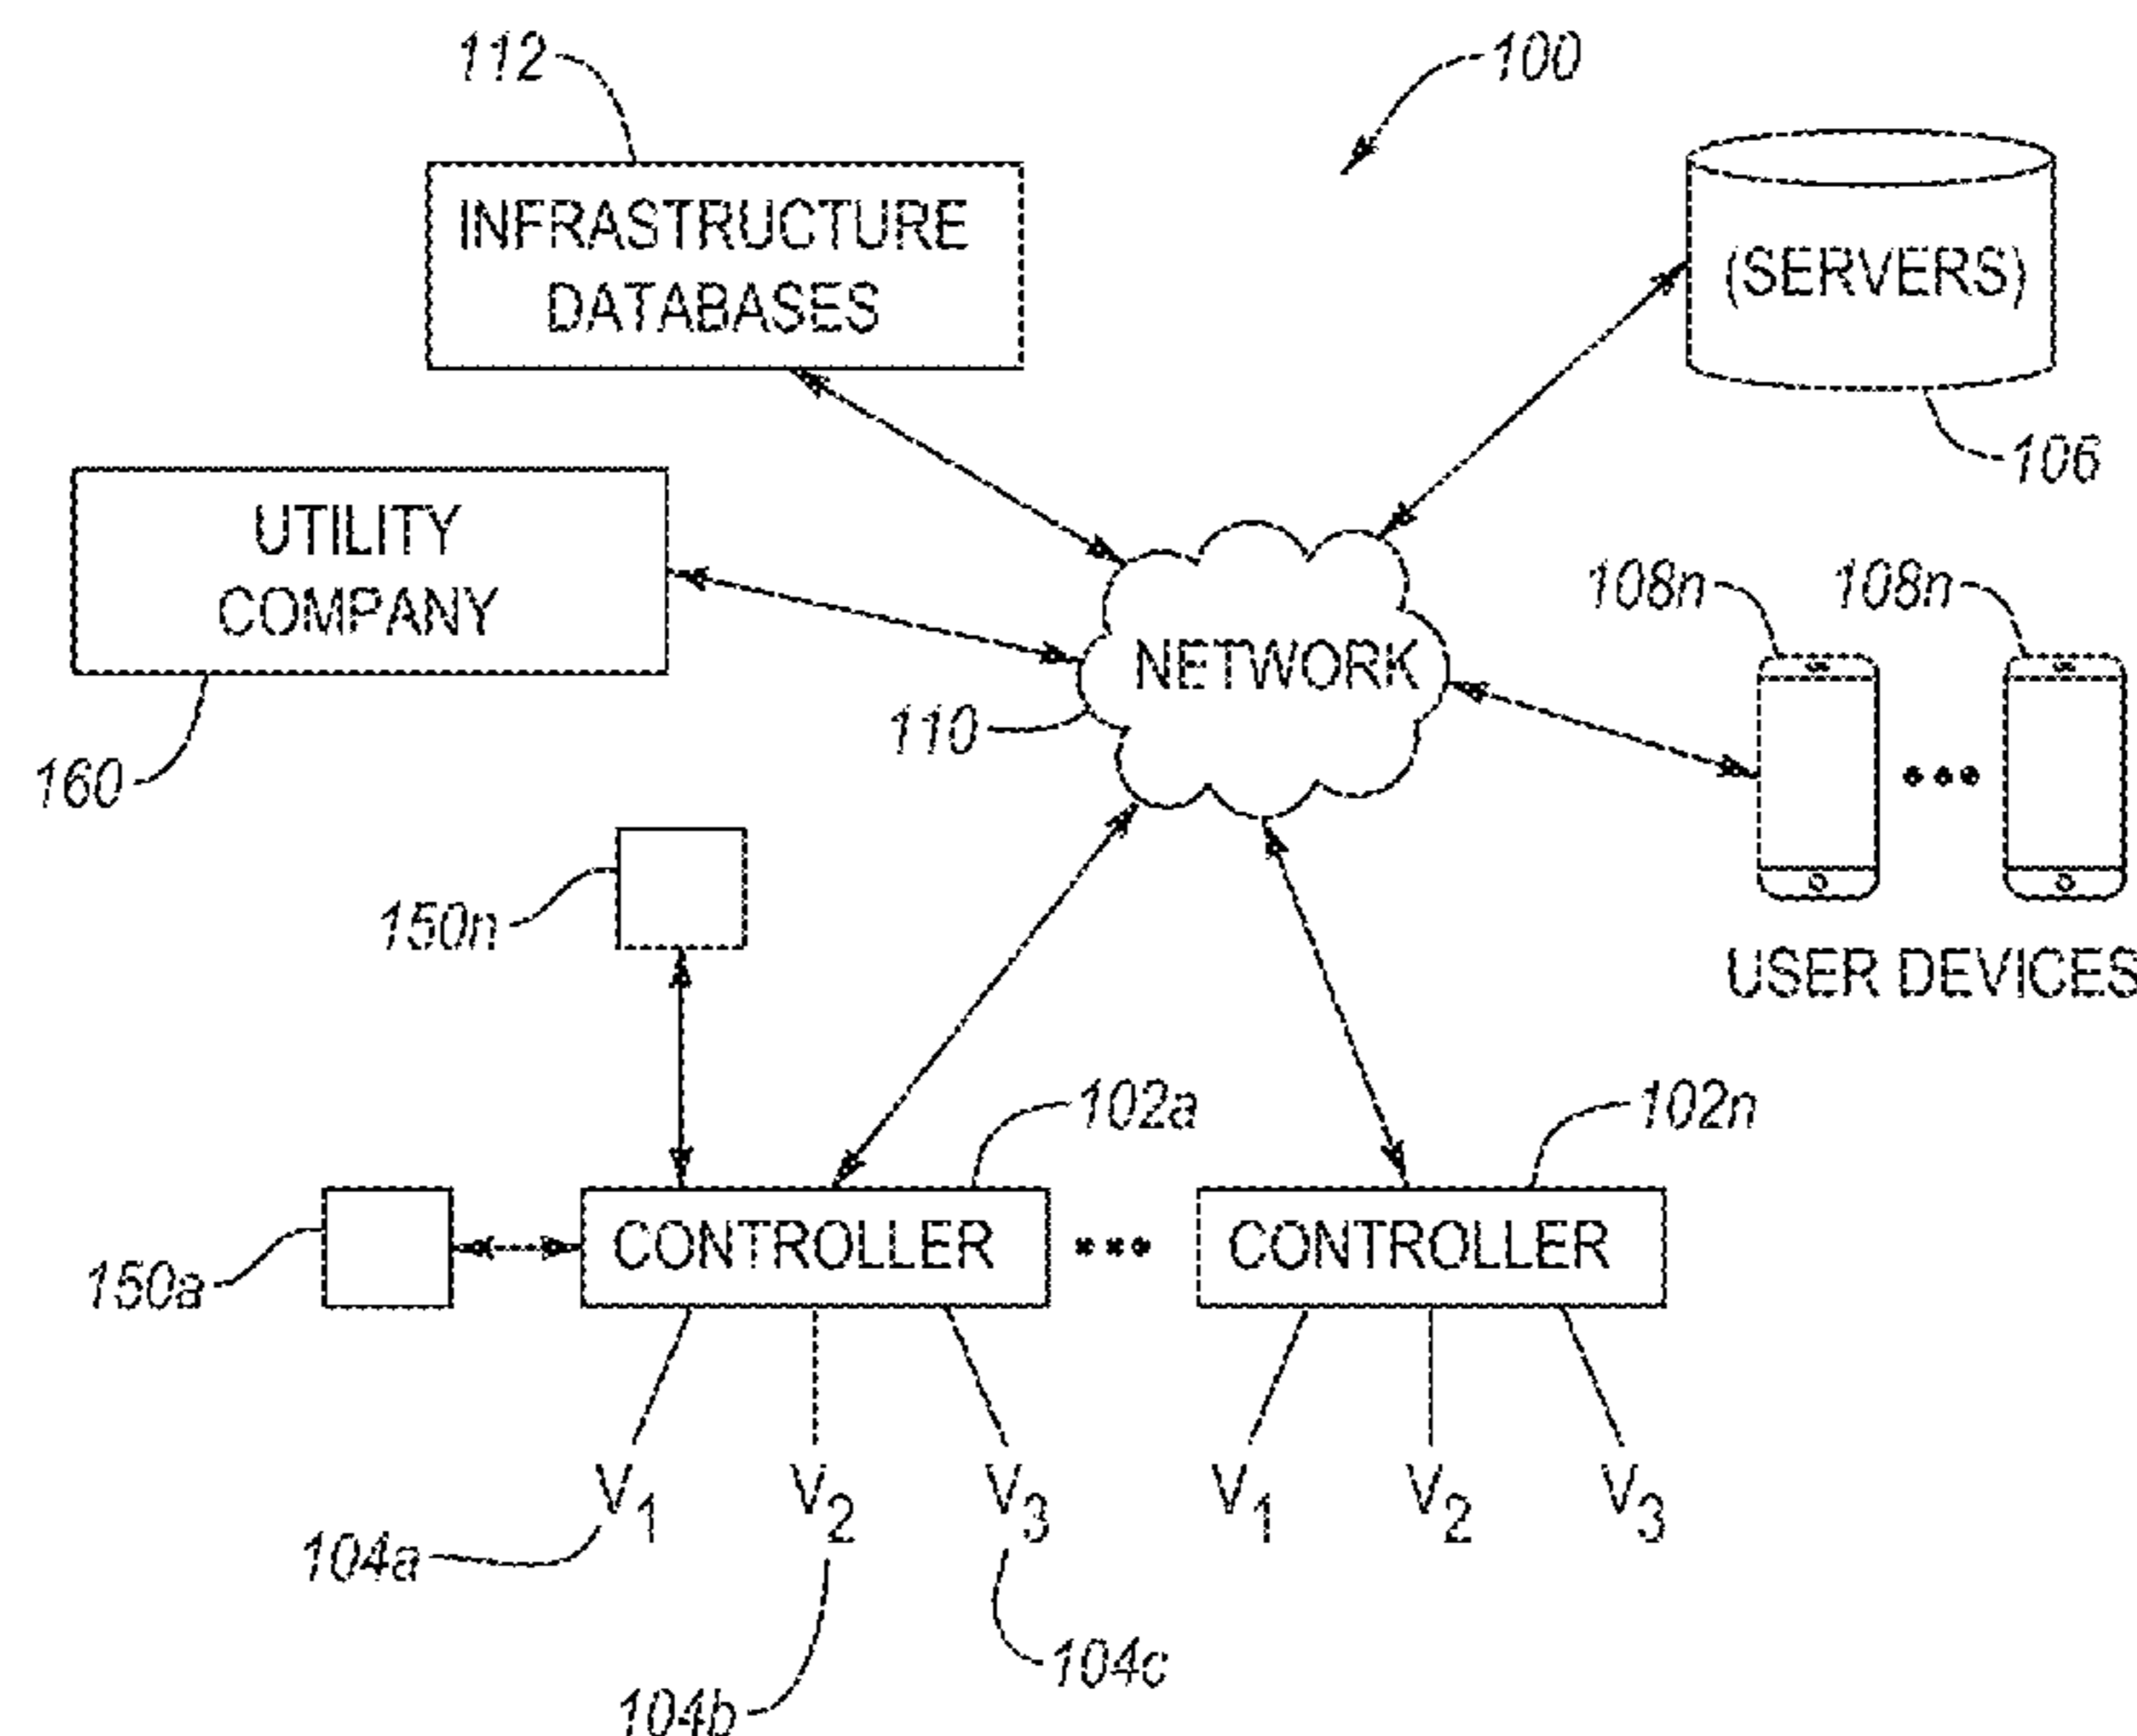 112
100
INFRASTRUCTURE
DATABASES
(SERVERS)
106
UTILITY
COMPANY
160
NETWORK
110
108n 108n
USER DEVICES
150n
102a
102n
150a
CONTROLLER
CONTROLLER
V1 V2 V3
V1 V2 V3
104a
104b
104c